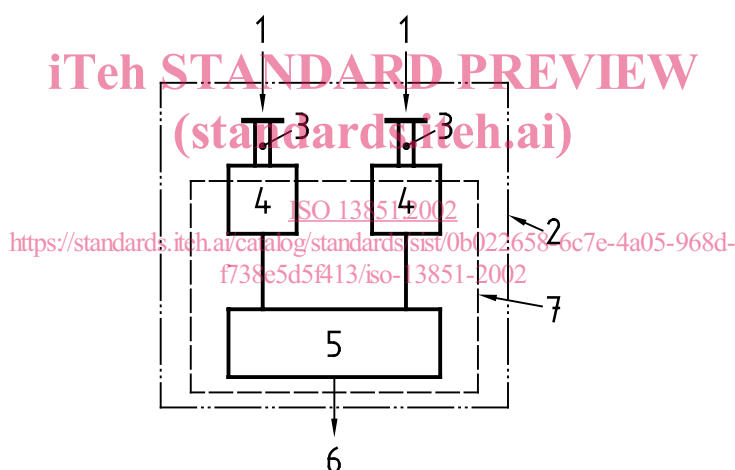 1 1
iTeh STANDARD PREVIEW
(standards.iteh.ai)
3 3
4 4
ISO 13851:2002
2
https://standards.iteh.ai/catalog/standards/sist/0b022658-6c7e-4a05-968d-
f738e5d5f413/iso-13851-2002
7
5
6